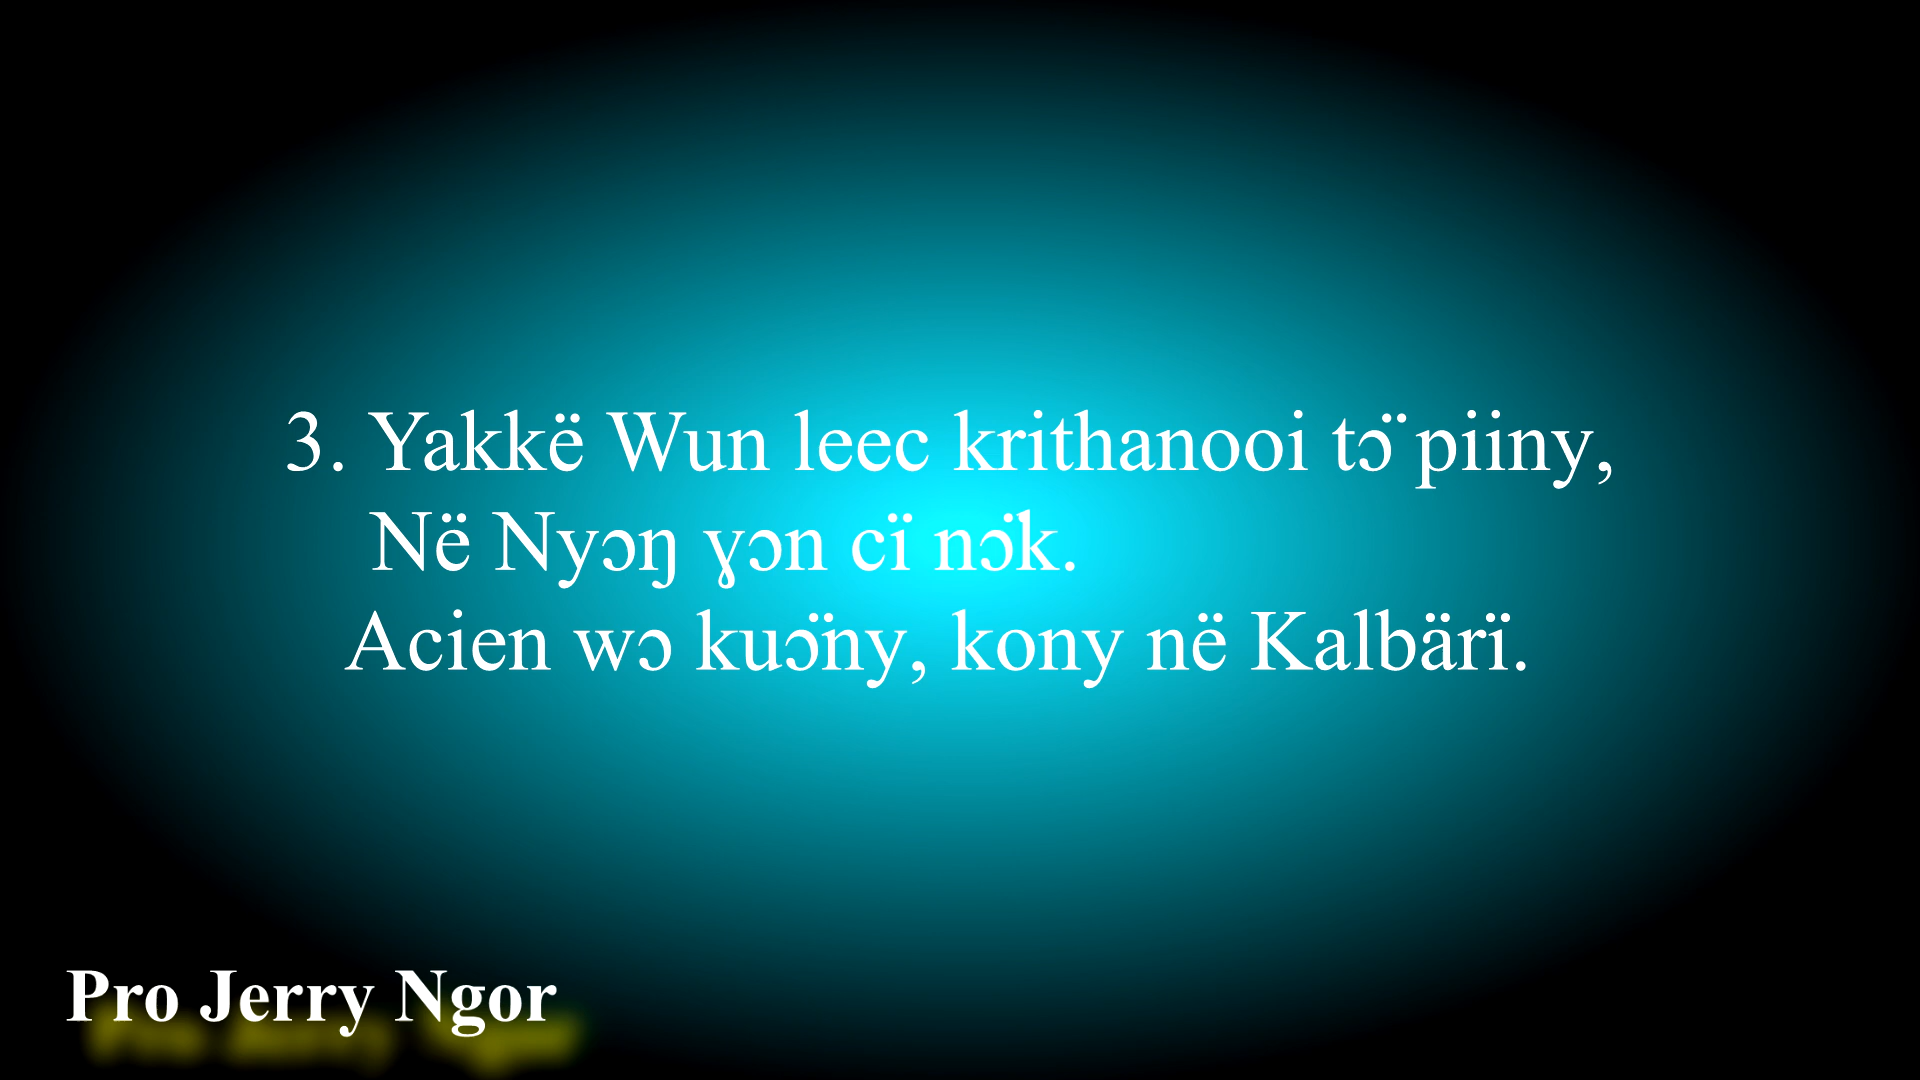 3. Yakkë Wun leec krithanooi tɔ̈ piiny,
Në Nyɔŋ ɣɔn cï nɔ̈k.
Acien wɔ kuɔ̈ny, kony në Kalbärï.
Pro Jerry Ngor